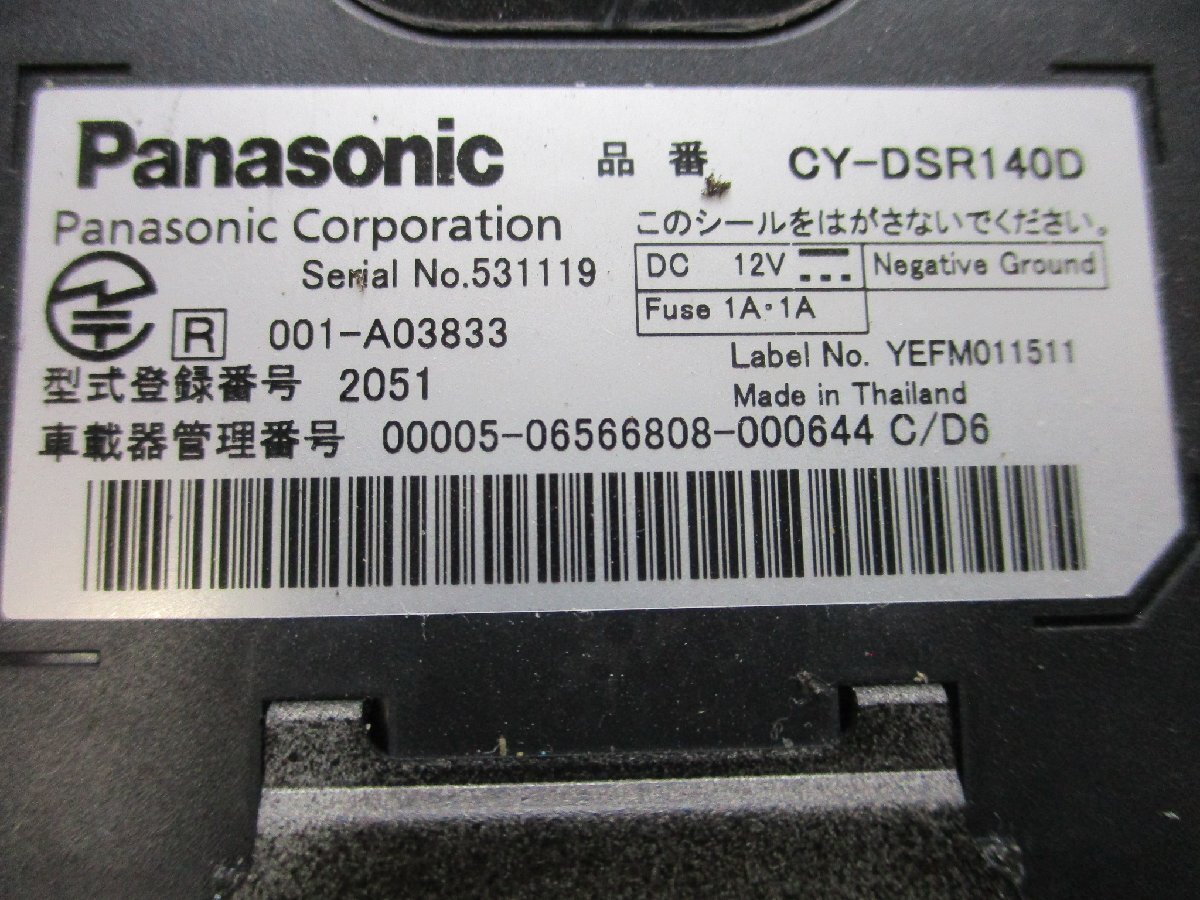 Panasonic 品番 CY-DSR140D
Panasonic Corporation このシールをはがさないでください。
Serial No.531119 DC 12V Negative Ground
R 001-A03833 Fuse 1A・1A
Label No. YEFM011511
型式登録番号 2051 Made in Thailand
車載器管理番号 00005-06566808-000644 C/D6